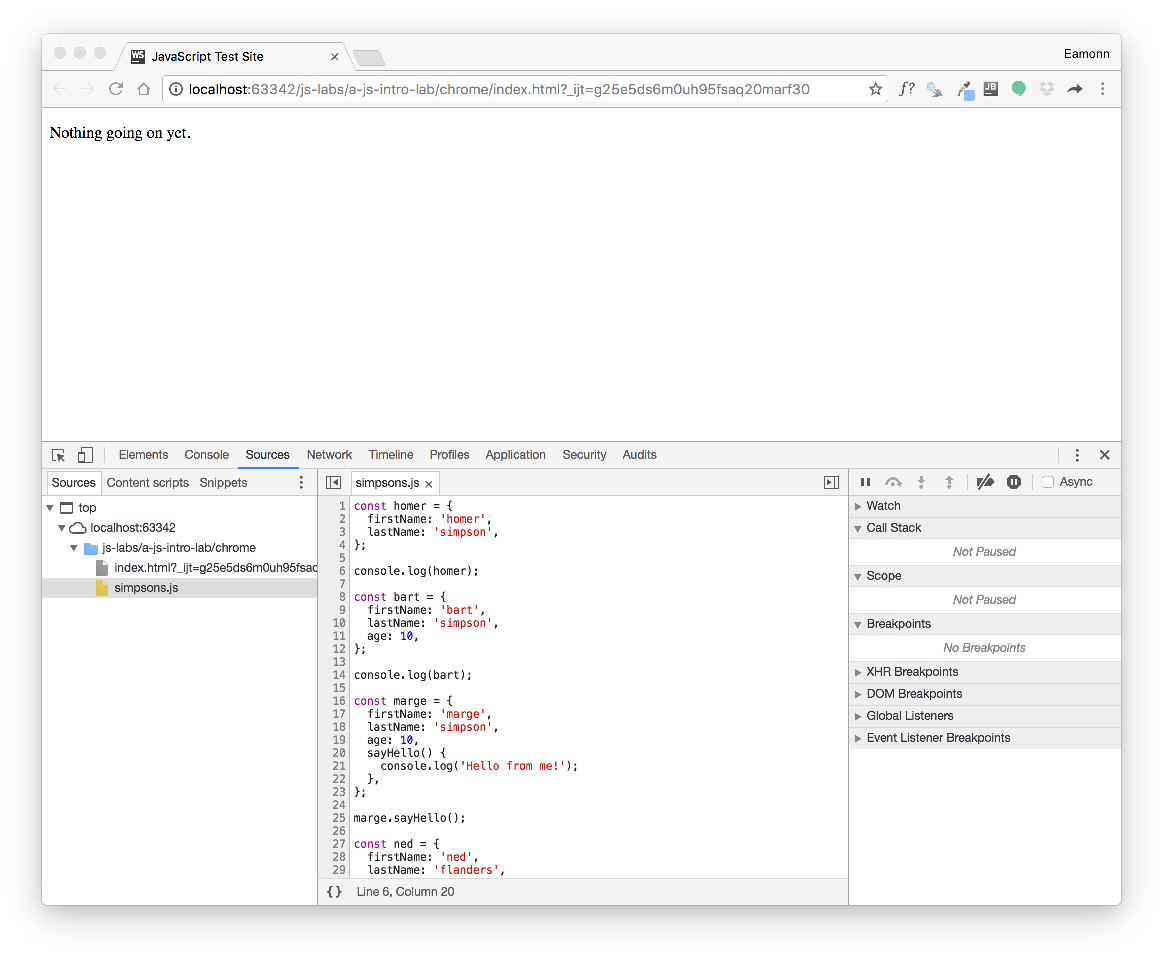 WS JavaScript Test Site ×
Eamonn
localhost:63342/js-labs/a-js-intro-lab/chrome/index.html?_ijt=g25e5ds6m0uh95fsaq20marf30
f? JB
Nothing going on yet.
Elements Console Sources Network Timeline Profiles Application Security Audits
Sources Content scripts Snippets
simpsons.js ×
Async
top
localhost:63342
js-labs/a-js-intro-lab/chrome
index.html?_ijt=g25e5ds6m0uh95fsaq
simpsons.js
1 const homer = {
2   firstName: 'homer',
3   lastName: 'simpson',
4 };
5
6 console.log(homer);
7
8 const bart = {
9   firstName: 'bart',
10   lastName: 'simpson',
11   age: 10,
12 };
13
14 console.log(bart);
15
16 const marge = {
17   firstName: 'marge',
18   lastName: 'simpson',
19   age: 10,
20   sayHello() {
21     console.log('Hello from me!');
22   },
23 };
24
25 marge.sayHello();
26
27 const ned = {
28   firstName: 'ned',
29   lastName: 'flanders',
{} Line 6, Column 20
Watch
Call Stack
Not Paused
Scope
Not Paused
Breakpoints
No Breakpoints
XHR Breakpoints
DOM Breakpoints
Global Listeners
Event Listener Breakpoints